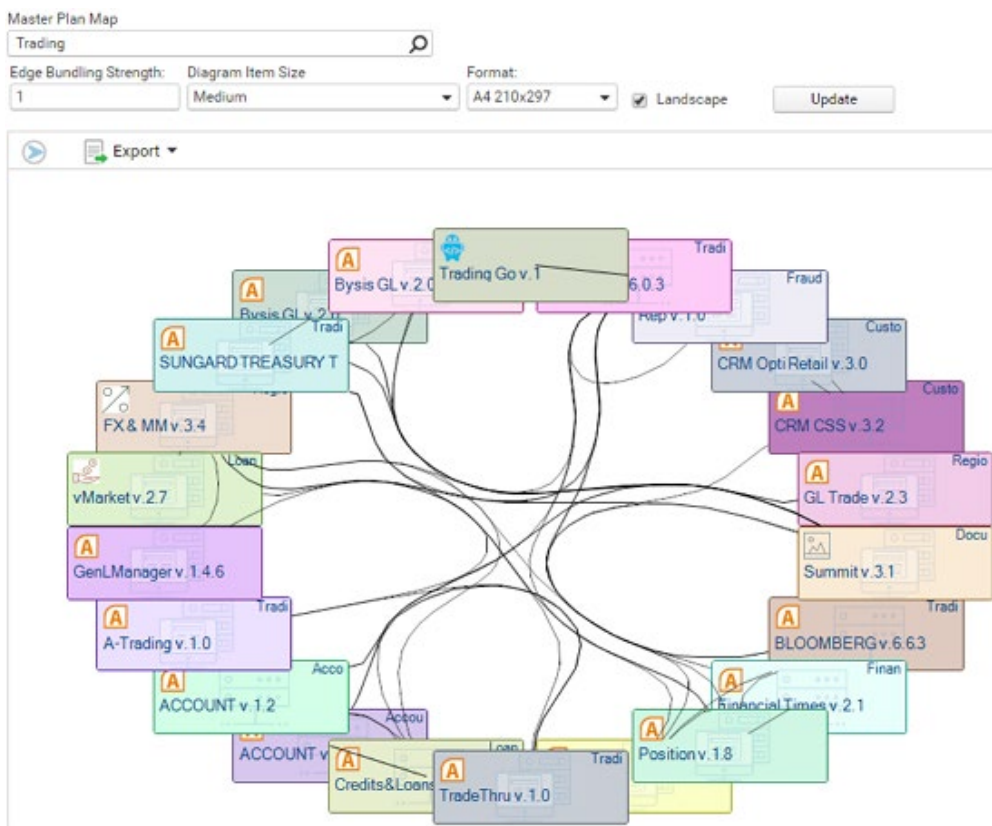 Master Plan Map
Trading
Edge Bundling Strength: Diagram Item Size Format:
1 Medium A4 210x297 Landscape Update
Export
Tradi
Trading Go v.1
Bysis GL v.2.0
6.0.3
Fraud
Rep v.1.0
Bysis GL v.2.0
Tradi
SUNGARD TREASURY T
Custo
CRM Opti Retail v.3.0
Custo
CRM CSS v.3.2
FX & MM v.3.4
Loan
vMarket v.2.7
Regio
GL Trade v.2.3
Docu
Summit v.3.1
GenLManager v.1.4.6
Tradi
A-Trading v.1.0
Tradi
BLOOMBERG v.6.6.3
Acco
ACCOUNT v.1.2
Finan
Financial Times v.2.1
Accou
ACCOUNT v
Position v.1.8
Loan
Credits&Loans
Tradi
TradeThru v.1.0